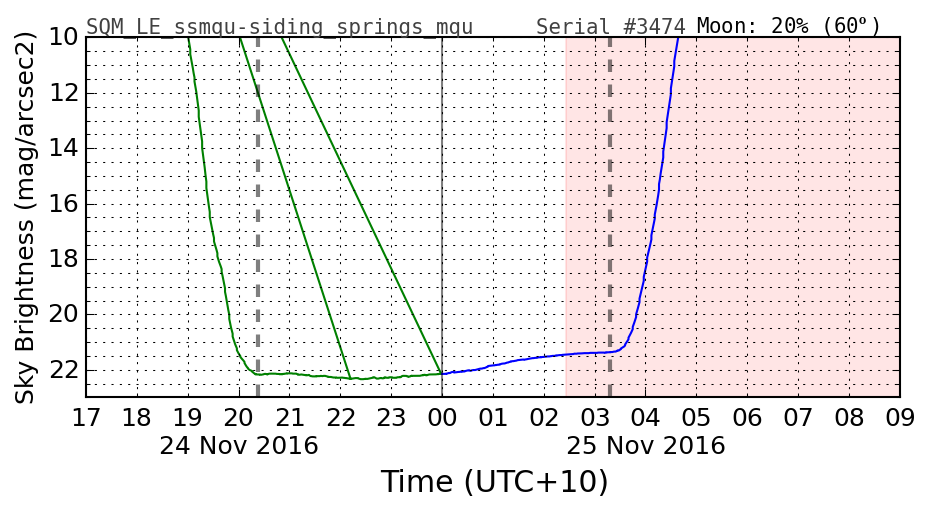 SQM_LE_ssmqu-siding_springs_mqu Serial #3474 Moon: 20% (60°)
Sky Brightness (mag/arcsec2)
10
12
14
16
18
20
22
17 18 19 20 21 22 23 00 01 02 03 04 05 06 07 08 09
24 Nov 2016 25 Nov 2016
Time (UTC+10)